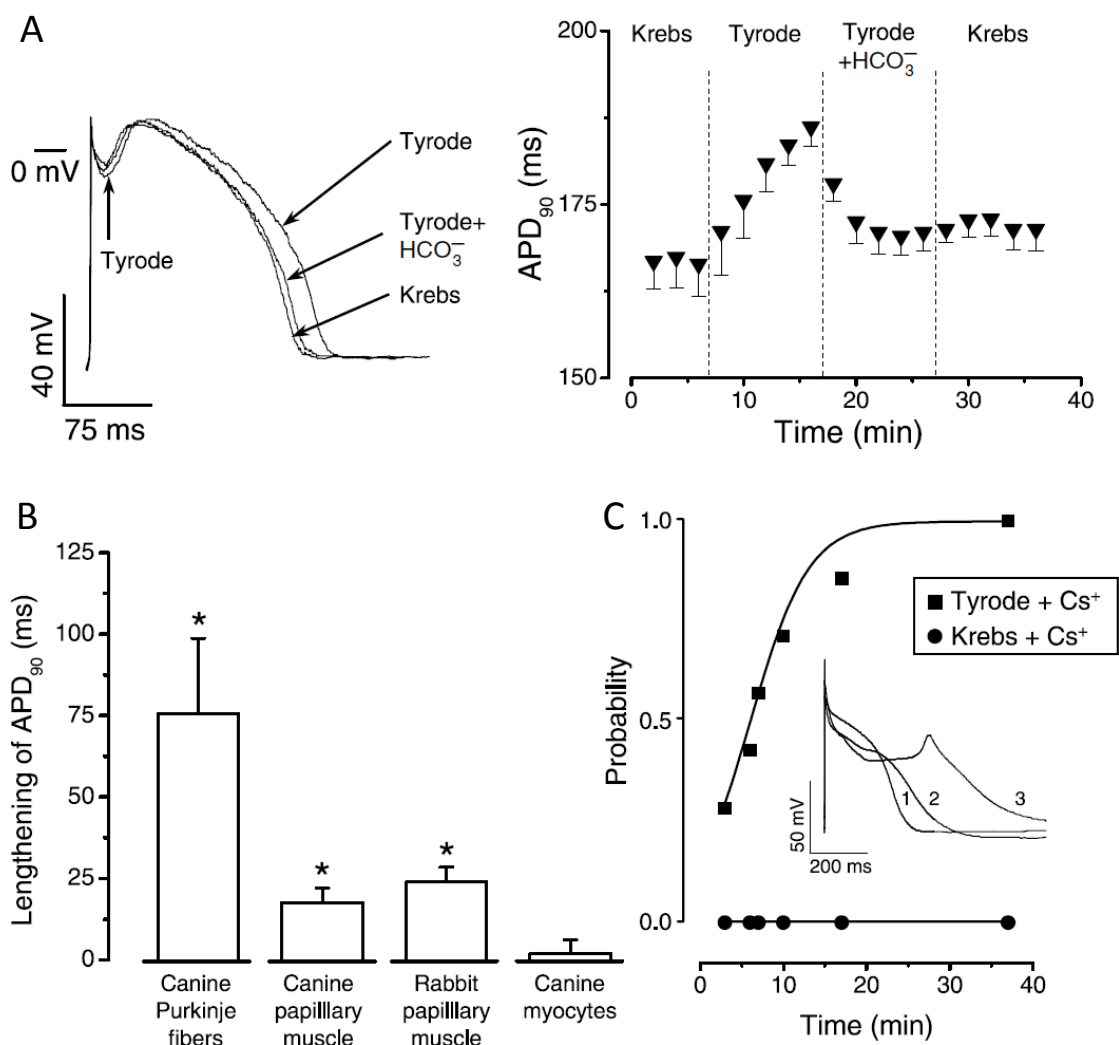 A
0 mV
Tyrode
Tyrode
Tyrode+
HCO₃⁻
Krebs
40 mV
75 ms
Krebs Tyrode Tyrode Krebs
+HCO₃⁻
APD₉₀ (ms)
200
175
150
0 10 20 30 40
Time (min)
B
Lengthening of APD₉₀ (ms)
125
100
75
50
25
0
*
*
*
Canine
Purkinje
fibers
Canine
papilllary
muscle
Rabbit
papilllary
muscle
Canine
myocytes
C
Probability
1.0
0.5
0.0
Tyrode + Cs⁺
Krebs + Cs⁺
1 2 3
50 mV
200 ms
0 10 20 30 40
Time (min)